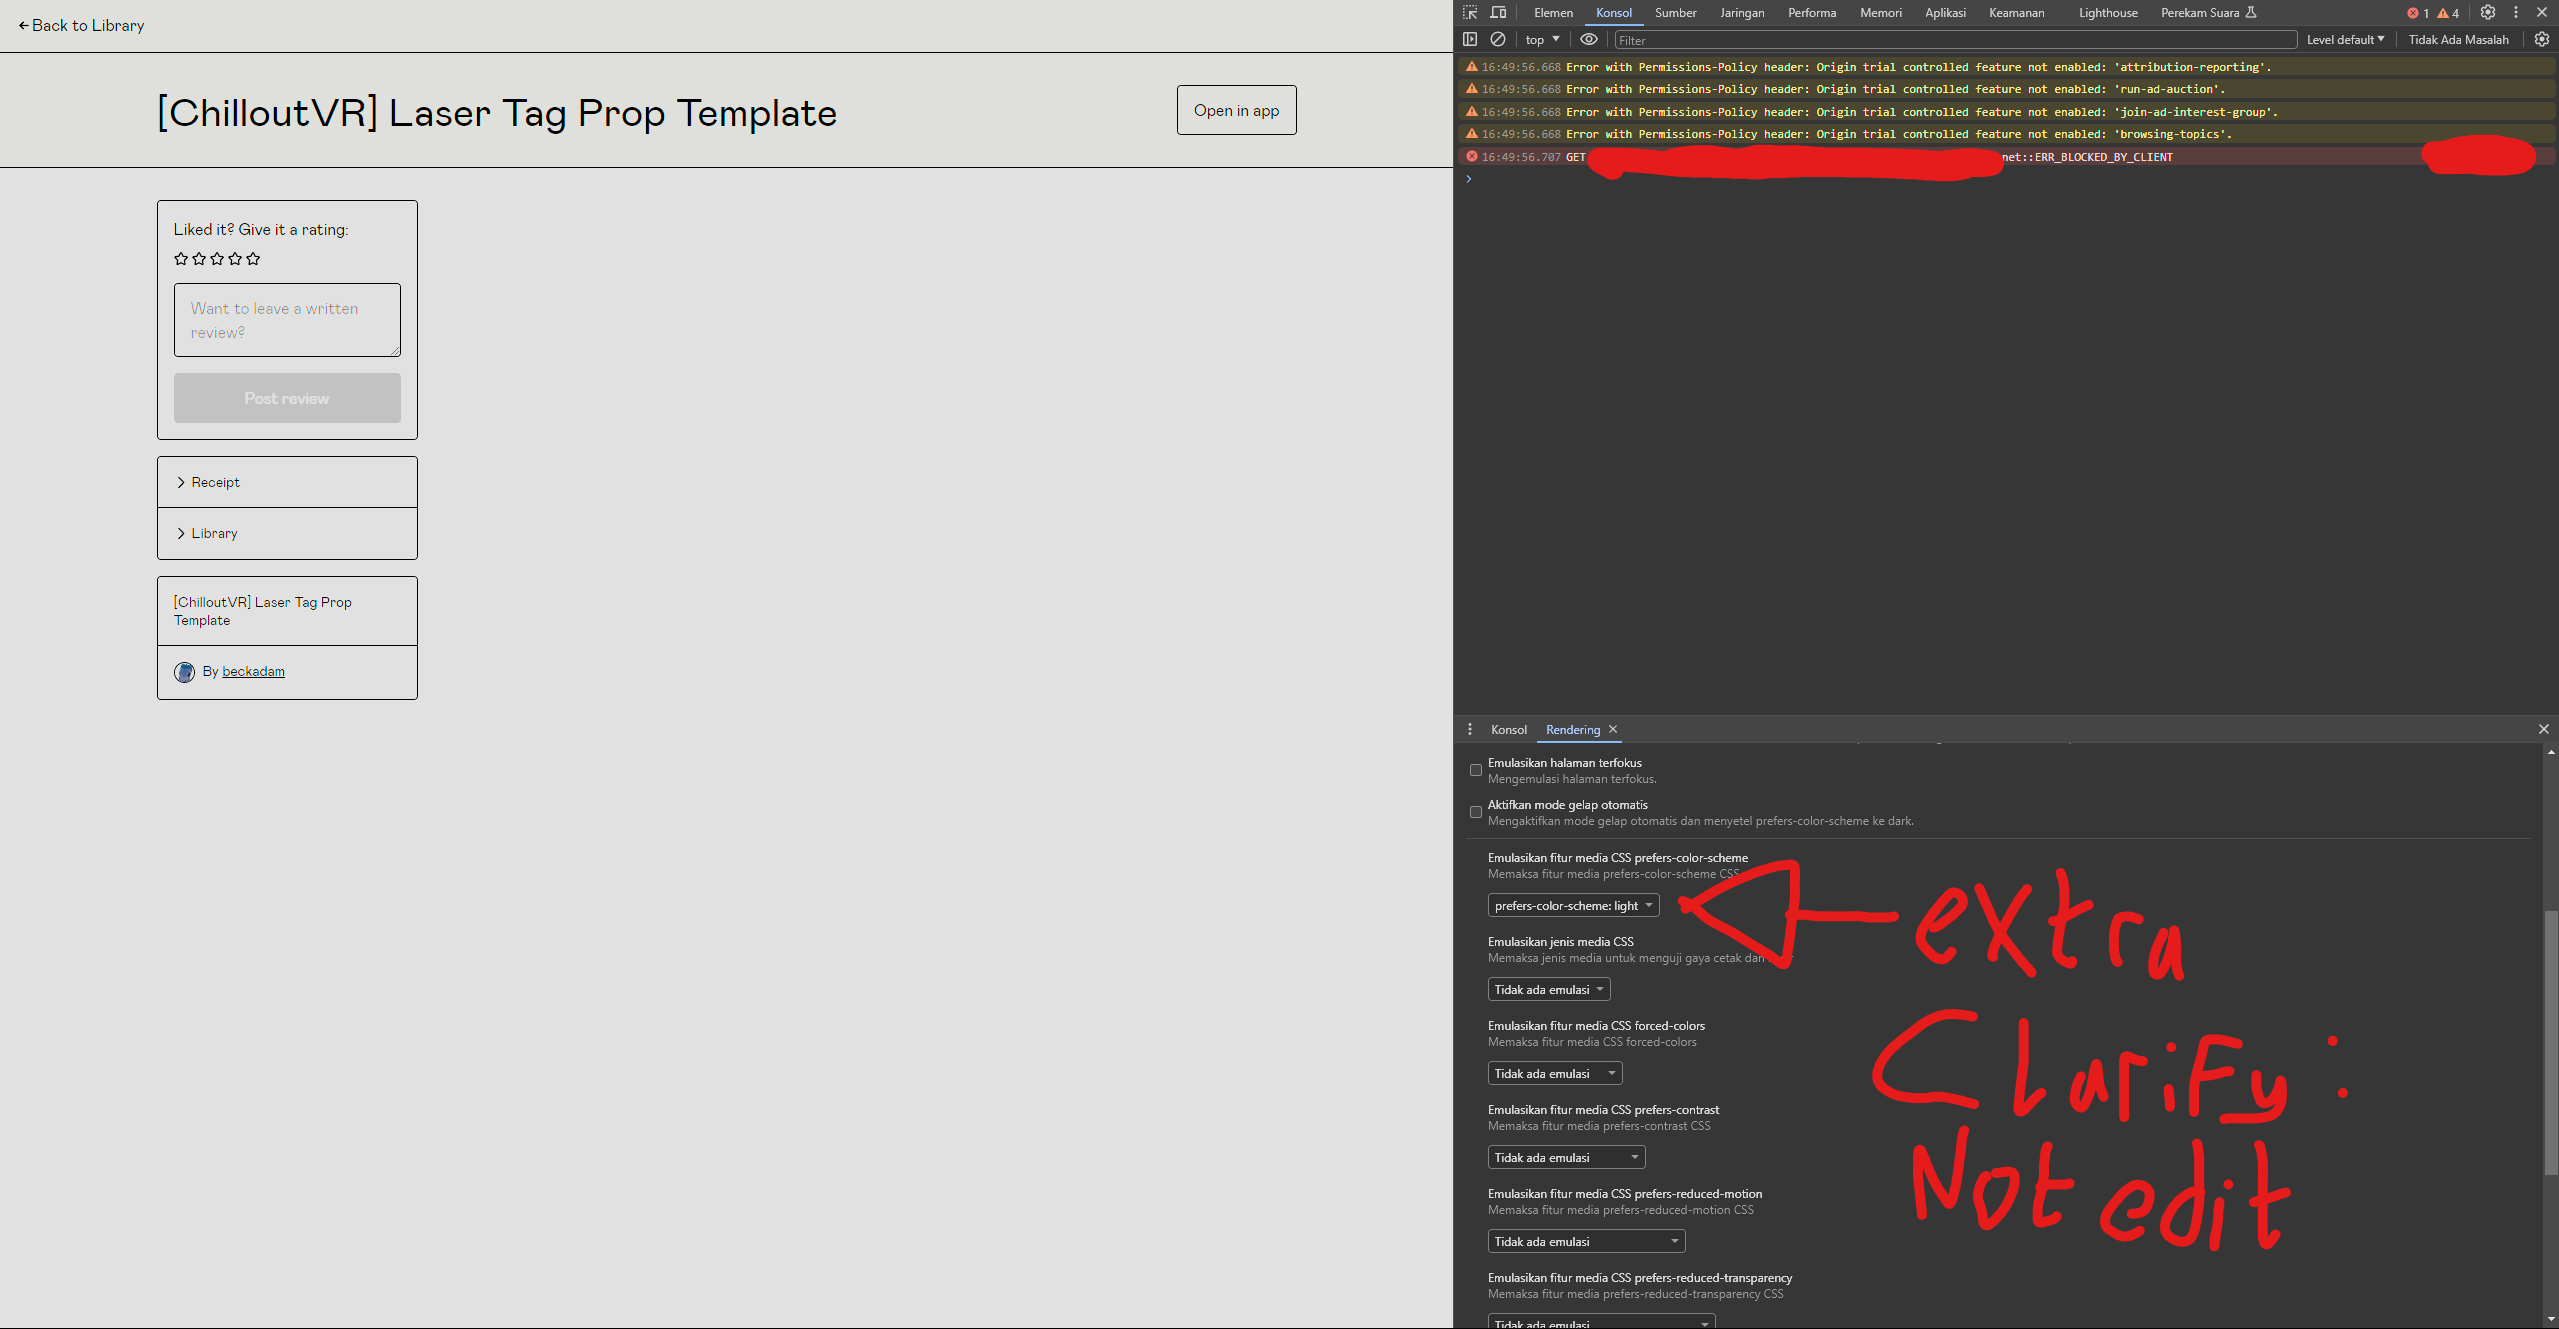 Back to Library
[ChilloutVR] Laser Tag Prop Template
Open in app
Liked it? Give it a rating:
Want to leave a written
review?
Post review
Receipt
Library
[ChilloutVR] Laser Tag Prop
Template
By beckadam
Elemen Konsol Sumber Jaringan Performa Memori Aplikasi Keamanan Lighthouse Perekam Suara 1 4
top Filter Level default Tidak Ada Masalah
16:49:56.668 Error with Permissions-Policy header: Origin trial controlled feature not enabled: 'attribution-reporting'.
16:49:56.668 Error with Permissions-Policy header: Origin trial controlled feature not enabled: 'run-ad-auction'.
16:49:56.668 Error with Permissions-Policy header: Origin trial controlled feature not enabled: 'join-ad-interest-group'.
16:49:56.668 Error with Permissions-Policy header: Origin trial controlled feature not enabled: 'browsing-topics'.
16:49:56.707 GET net::ERR_BLOCKED_BY_CLIENT
Konsol Rendering
Emulasikan halaman terfokus
Mengemulasi halaman terfokus.
Aktifkan mode gelap otomatis
Mengaktifkan mode gelap otomatis dan menyetel prefers-color-scheme ke dark.
Emulasikan fitur media CSS prefers-color-scheme
Memaksa fitur media prefers-color-scheme CSS
prefers-color-scheme: light
Emulasikan jenis media CSS
Memaksa jenis media untuk menguji gaya cetak dan
Tidak ada emulasi
Emulasikan fitur media CSS forced-colors
Memaksa fitur media CSS forced-colors
Tidak ada emulasi
Emulasikan fitur media CSS prefers-contrast
Memaksa fitur media prefers-contrast CSS
Tidak ada emulasi
Emulasikan fitur media CSS prefers-reduced-motion
Memaksa fitur media prefers-reduced-motion CSS
Tidak ada emulasi
Emulasikan fitur media CSS prefers-reduced-transparency
Memaksa fitur media prefers-reduced-transparency CSS
Tidak ada emulasi
extra
Clarify:
Not edit